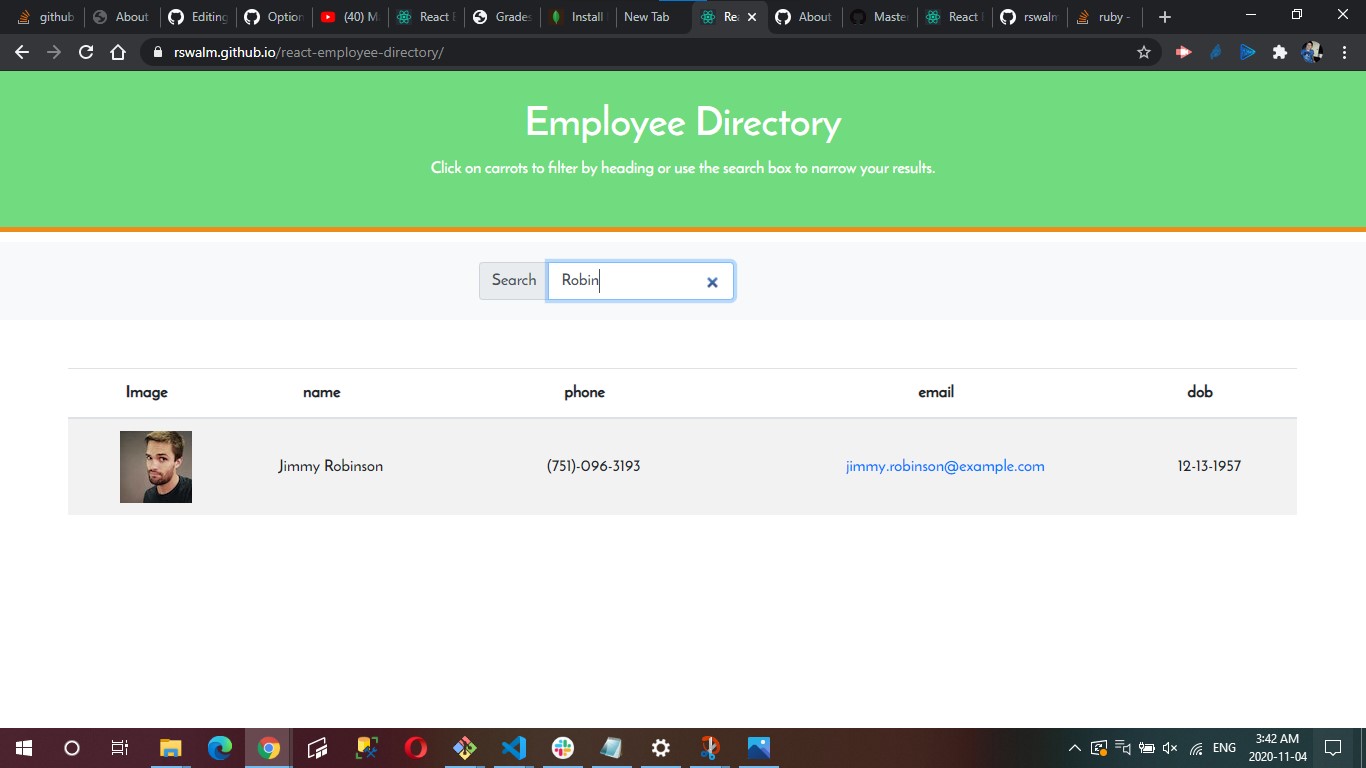 github
About
Editing
Option
(40) M
React E
Grades
Install
New Tab
Rea
About
Master
React E
rswalm
ruby -
rswalm.github.io/react-employee-directory/
Employee Directory
Click on carrots to filter by heading or use the search box to narrow your results.
Search Robin
Image name phone email dob
Jimmy Robinson (751)-096-3193 jimmy.robinson@example.com 12-13-1957
ENG
3:42 AM
2020-11-04